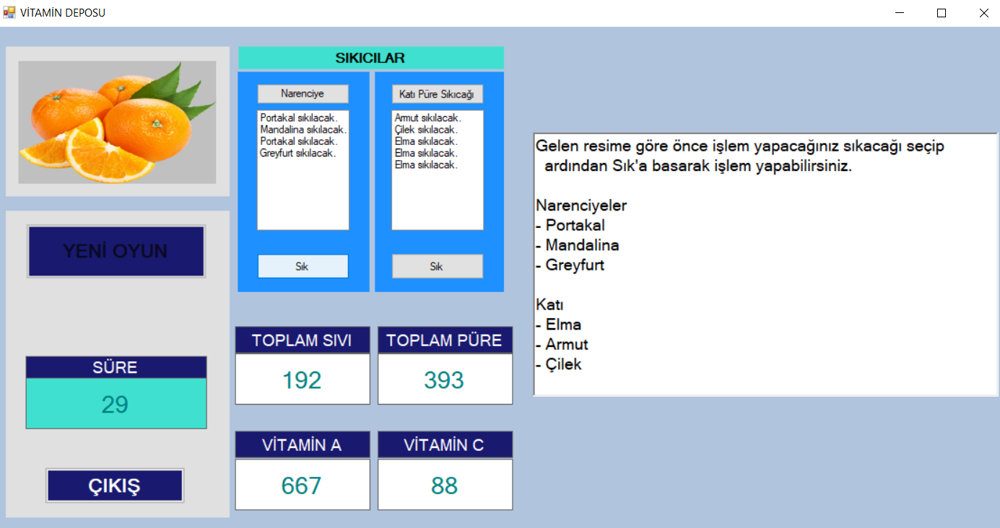 VİTAMİN DEPOSU
SIKICILAR
Narenciye
Portakal sıkılacak.
Mandalina sıkılacak.
Portakal sıkılacak.
Greyfurt sıkılacak.
Sık
Katı Püre Sıkıcağı
Armut sıkılacak.
Çilek sıkılacak.
Elma sıkılacak.
Elma sıkılacak.
Elma sıkılacak.
Sık
YENİ OYUN
SÜRE
29
ÇIKIŞ
TOPLAM SIVI
192
TOPLAM PÜRE
393
VİTAMİN A
667
VİTAMİN C
88
Gelen resime göre önce işlem yapacağınız sıkacağı seçip
ardından Sık'a basarak işlem yapabilirsiniz.
Narenciyeler
- Portakal
- Mandalina
- Greyfurt
Katı
- Elma
- Armut
- Çilek